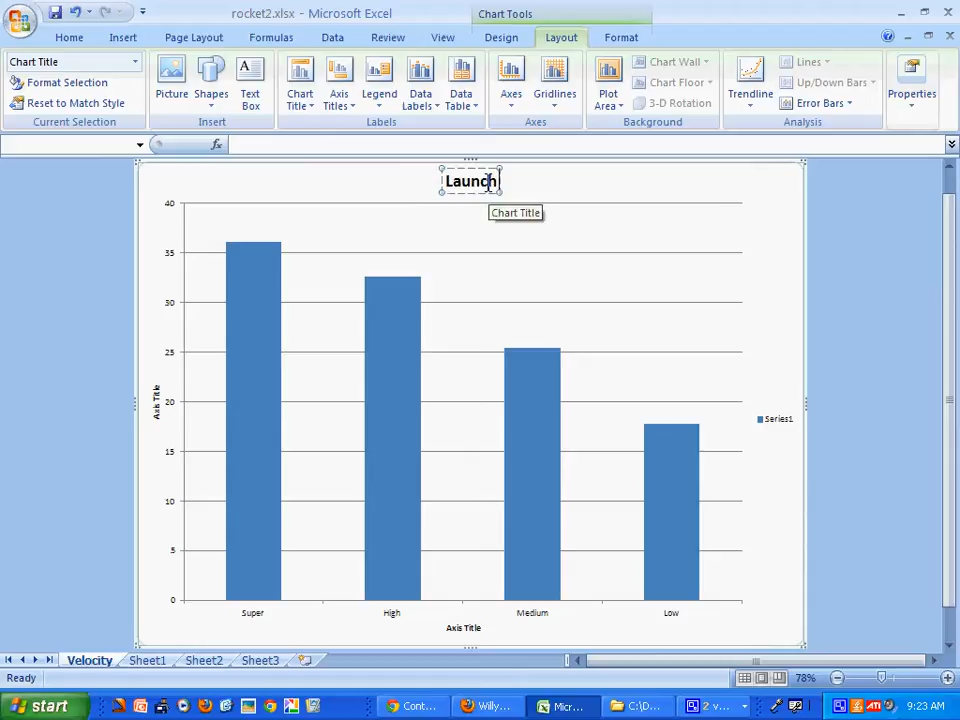 rocket2.xlsx - Microsoft Excel
Chart Tools
Home Insert Page Layout Formulas Data Review View Design Layout Format
Chart Title
Format Selection
Reset to Match Style
Current Selection
Picture Shapes Text Box
Insert
Chart Title Axis Titles Legend Data Labels Data Table
Labels
Axes Gridlines
Axes
Plot Area
Chart Wall
Chart Floor
3-D Rotation
Background
Trendline
Lines
Up/Down Bars
Error Bars
Analysis
Properties
fx
Launch
Chart Title
40
35
30
25
20
15
10
5
0
Axis Title
Series1
Super High Medium Low
Axis Title
Velocity Sheet1 Sheet2 Sheet3
Ready
78%
start
Cont...
Willy...
Micr...
C:\D...
2 v...
9:23 AM